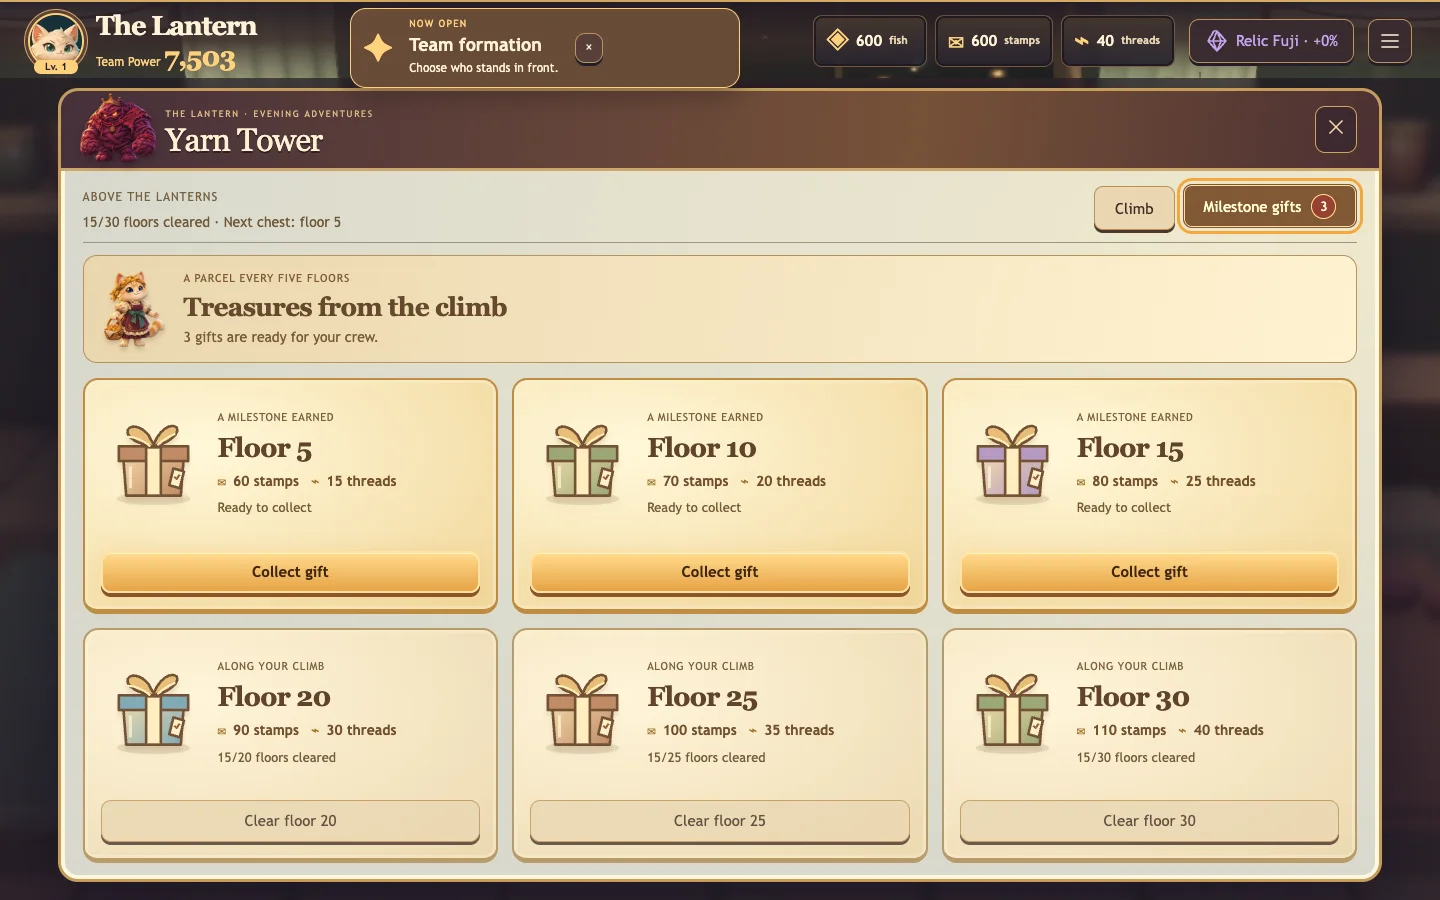 The Lantern
Lv. 1
Team Power 7,503
NOW OPEN
Team formation
Choose who stands in front.
×
600 fish
600 stamps
40 threads
Relic Fuji · +0%
THE LANTERN · EVENING ADVENTURES
Yarn Tower
ABOVE THE LANTERNS
15/30 floors cleared · Next chest: floor 5
Climb
Milestone gifts 3
A PARCEL EVERY FIVE FLOORS
Treasures from the climb
3 gifts are ready for your crew.
A MILESTONE EARNED
Floor 5
60 stamps 15 threads
Ready to collect
Collect gift
A MILESTONE EARNED
Floor 10
70 stamps 20 threads
Ready to collect
Collect gift
A MILESTONE EARNED
Floor 15
80 stamps 25 threads
Ready to collect
Collect gift
ALONG YOUR CLIMB
Floor 20
90 stamps 30 threads
15/20 floors cleared
Clear floor 20
ALONG YOUR CLIMB
Floor 25
100 stamps 35 threads
15/25 floors cleared
Clear floor 25
ALONG YOUR CLIMB
Floor 30
110 stamps 40 threads
15/30 floors cleared
Clear floor 30